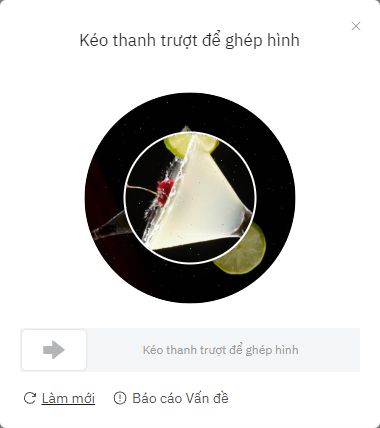 Kéo thanh trượt để ghép hình
Kéo thanh trượt để ghép hình
Làm mới
Báo cáo Vấn đề